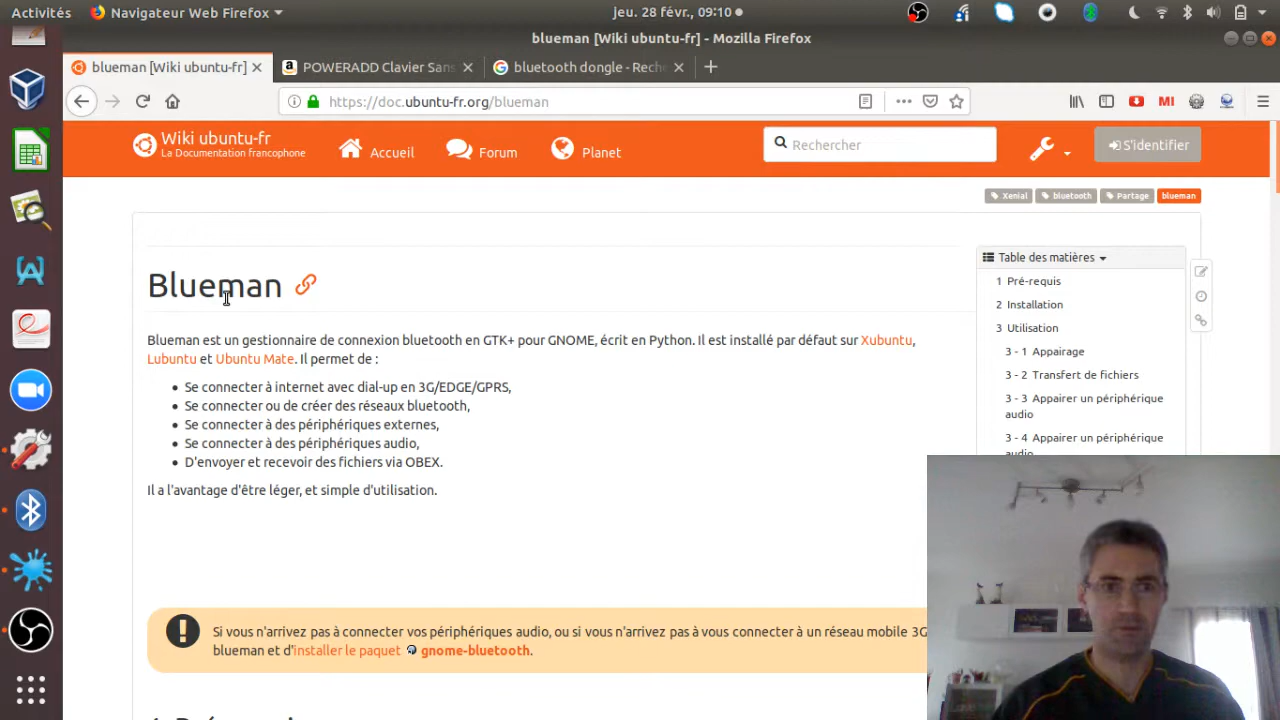 Activités
Navigateur Web Firefox
jeu. 28 févr., 09:10
blueman [Wiki ubuntu-fr] - Mozilla Firefox
blueman [Wiki ubuntu-fr]
POWERADD Clavier Sans
bluetooth dongle - Reche
https://doc.ubuntu-fr.org/blueman
MI
Wiki ubuntu-fr
La Documentation francophone
Accueil
Forum
Planet
Rechercher
S'identifier
Xenial
bluetooth
Partage
blueman
Blueman
Table des matières
1 Pré-requis
2 Installation
3 Utilisation
3 - 1 Appairage
3 - 2 Transfert de fichiers
3 - 3 Appairer un périphérique
audio
3 - 4 Appairer un périphérique
audio
Blueman est un gestionnaire de connexion bluetooth en GTK+ pour GNOME, écrit en Python. Il est installé par défaut sur Xubuntu,
Lubuntu et Ubuntu Mate. Il permet de :
• Se connecter à internet avec dial-up en 3G/EDGE/GPRS,
• Se connecter ou de créer des réseaux bluetooth,
• Se connecter à des périphériques externes,
• Se connecter à des périphériques audio,
• D'envoyer et recevoir des fichiers via OBEX.
Il a l'avantage d'être léger, et simple d'utilisation.
Si vous n'arrivez pas à connecter vos périphériques audio, ou si vous n'arrivez pas à vous connecter à un réseau mobile 3G
blueman et d'installer le paquet gnome-bluetooth.